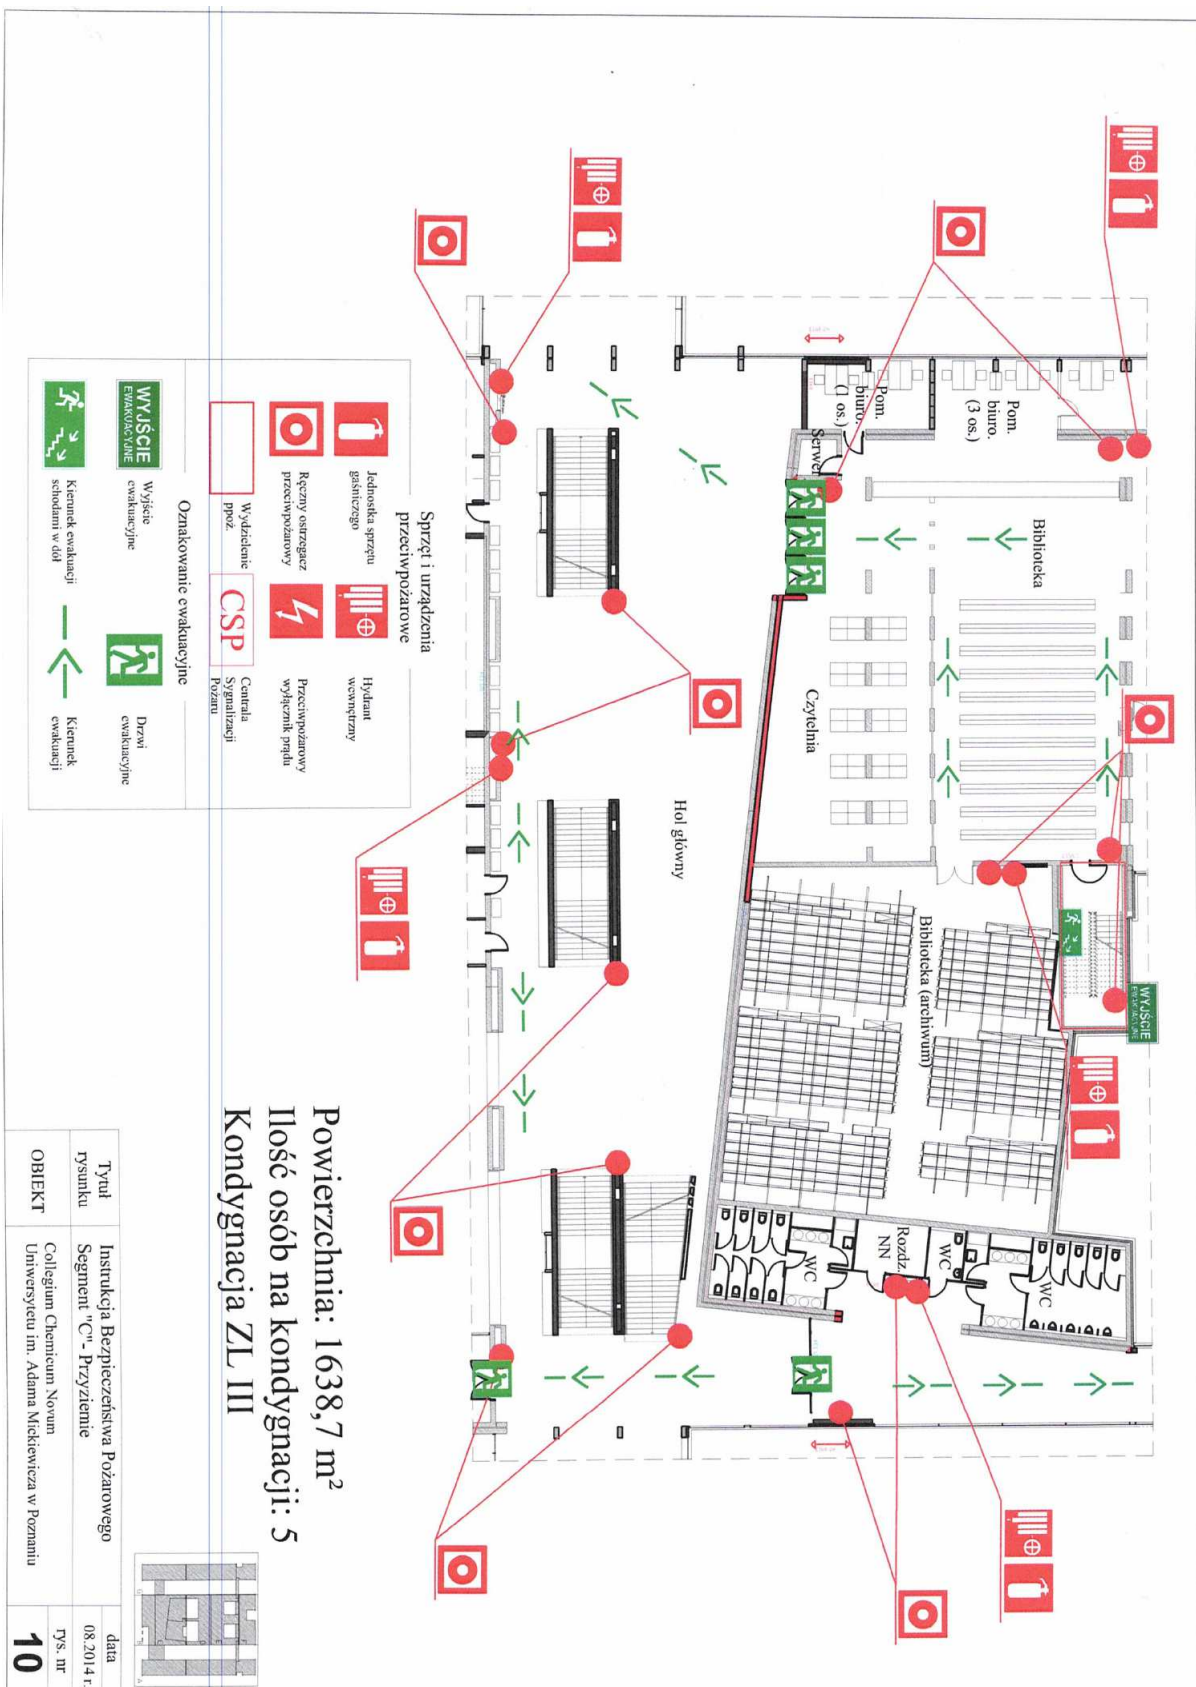 Biblioteka
Pom.
biuro.
(3 os.)
Pom.
biuro.
(1 os.)
Serwer
Czytelnia
Biblioteka (archiwum)
WYJŚCIE
EWAKUACYJNE
WC
WC
Rozdz.
NN
WC
Hol główny
Sprzęt i urządzenia
przeciwpożarowe
Jednostka sprzętu
gaśniczego
Hydrant
wewnętrzny
Ręczny ostrzegacz
przeciwpożarowy
Przeciwpożarowy
wyłącznik prądu
Wydzielenie
ppoż.
CSP
Centrala
Sygnalizacji
Pożaru
Oznakowanie ewakuacyjne
WYJŚCIE
EWAKUACYJNE
Wyjście
ewakuacyjne
Drzwi
ewakuacyjne
Kierunek ewakuacji
schodami w dół
Kierunek
ewakuacji
Powierzchnia: 1638,7 m²
Ilość osób na kondygnacji: 5
Kondygnacja ZL III
Tytuł
rysunku
Instrukcja Bezpieczeństwa Pożarowego
Segment "C"- Przyziemie
data
08.2014 r.
OBIEKT
Collegium Chemicum Novum
Uniwersytetu im. Adama Mickiewicza w Poznaniu
rys. nr
10